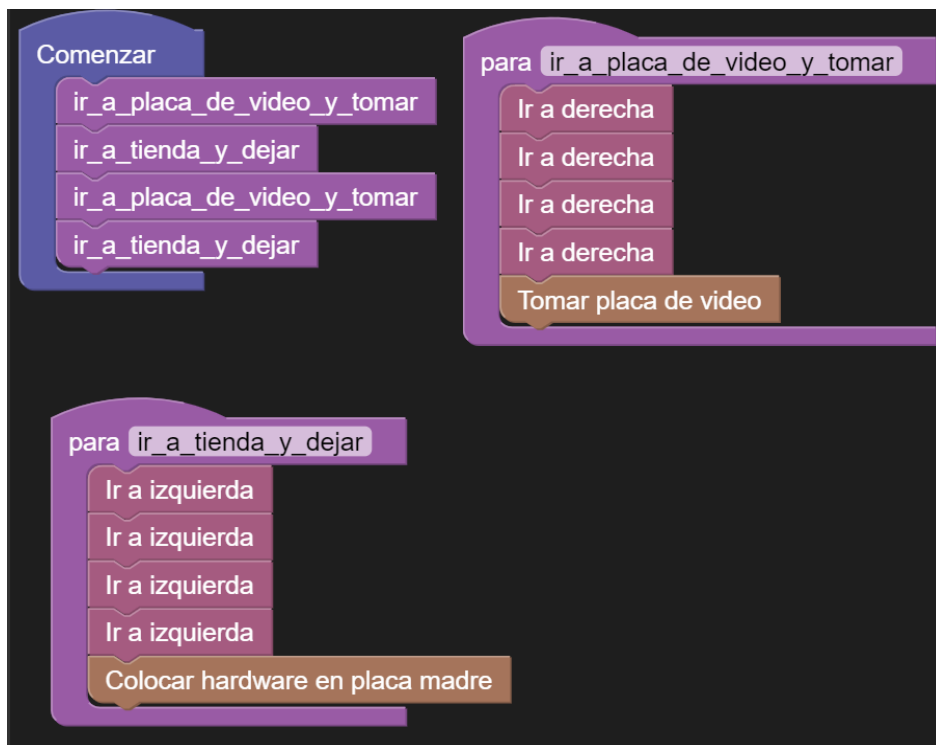 Comenzar
ir_a_placa_de_video_y_tomar
ir_a_tienda_y_dejar
ir_a_placa_de_video_y_tomar
ir_a_tienda_y_dejar
para ir_a_placa_de_video_y_tomar
Ir a derecha
Ir a derecha
Ir a derecha
Ir a derecha
Tomar placa de video
para ir_a_tienda_y_dejar
Ir a izquierda
Ir a izquierda
Ir a izquierda
Ir a izquierda
Colocar hardware en placa madre